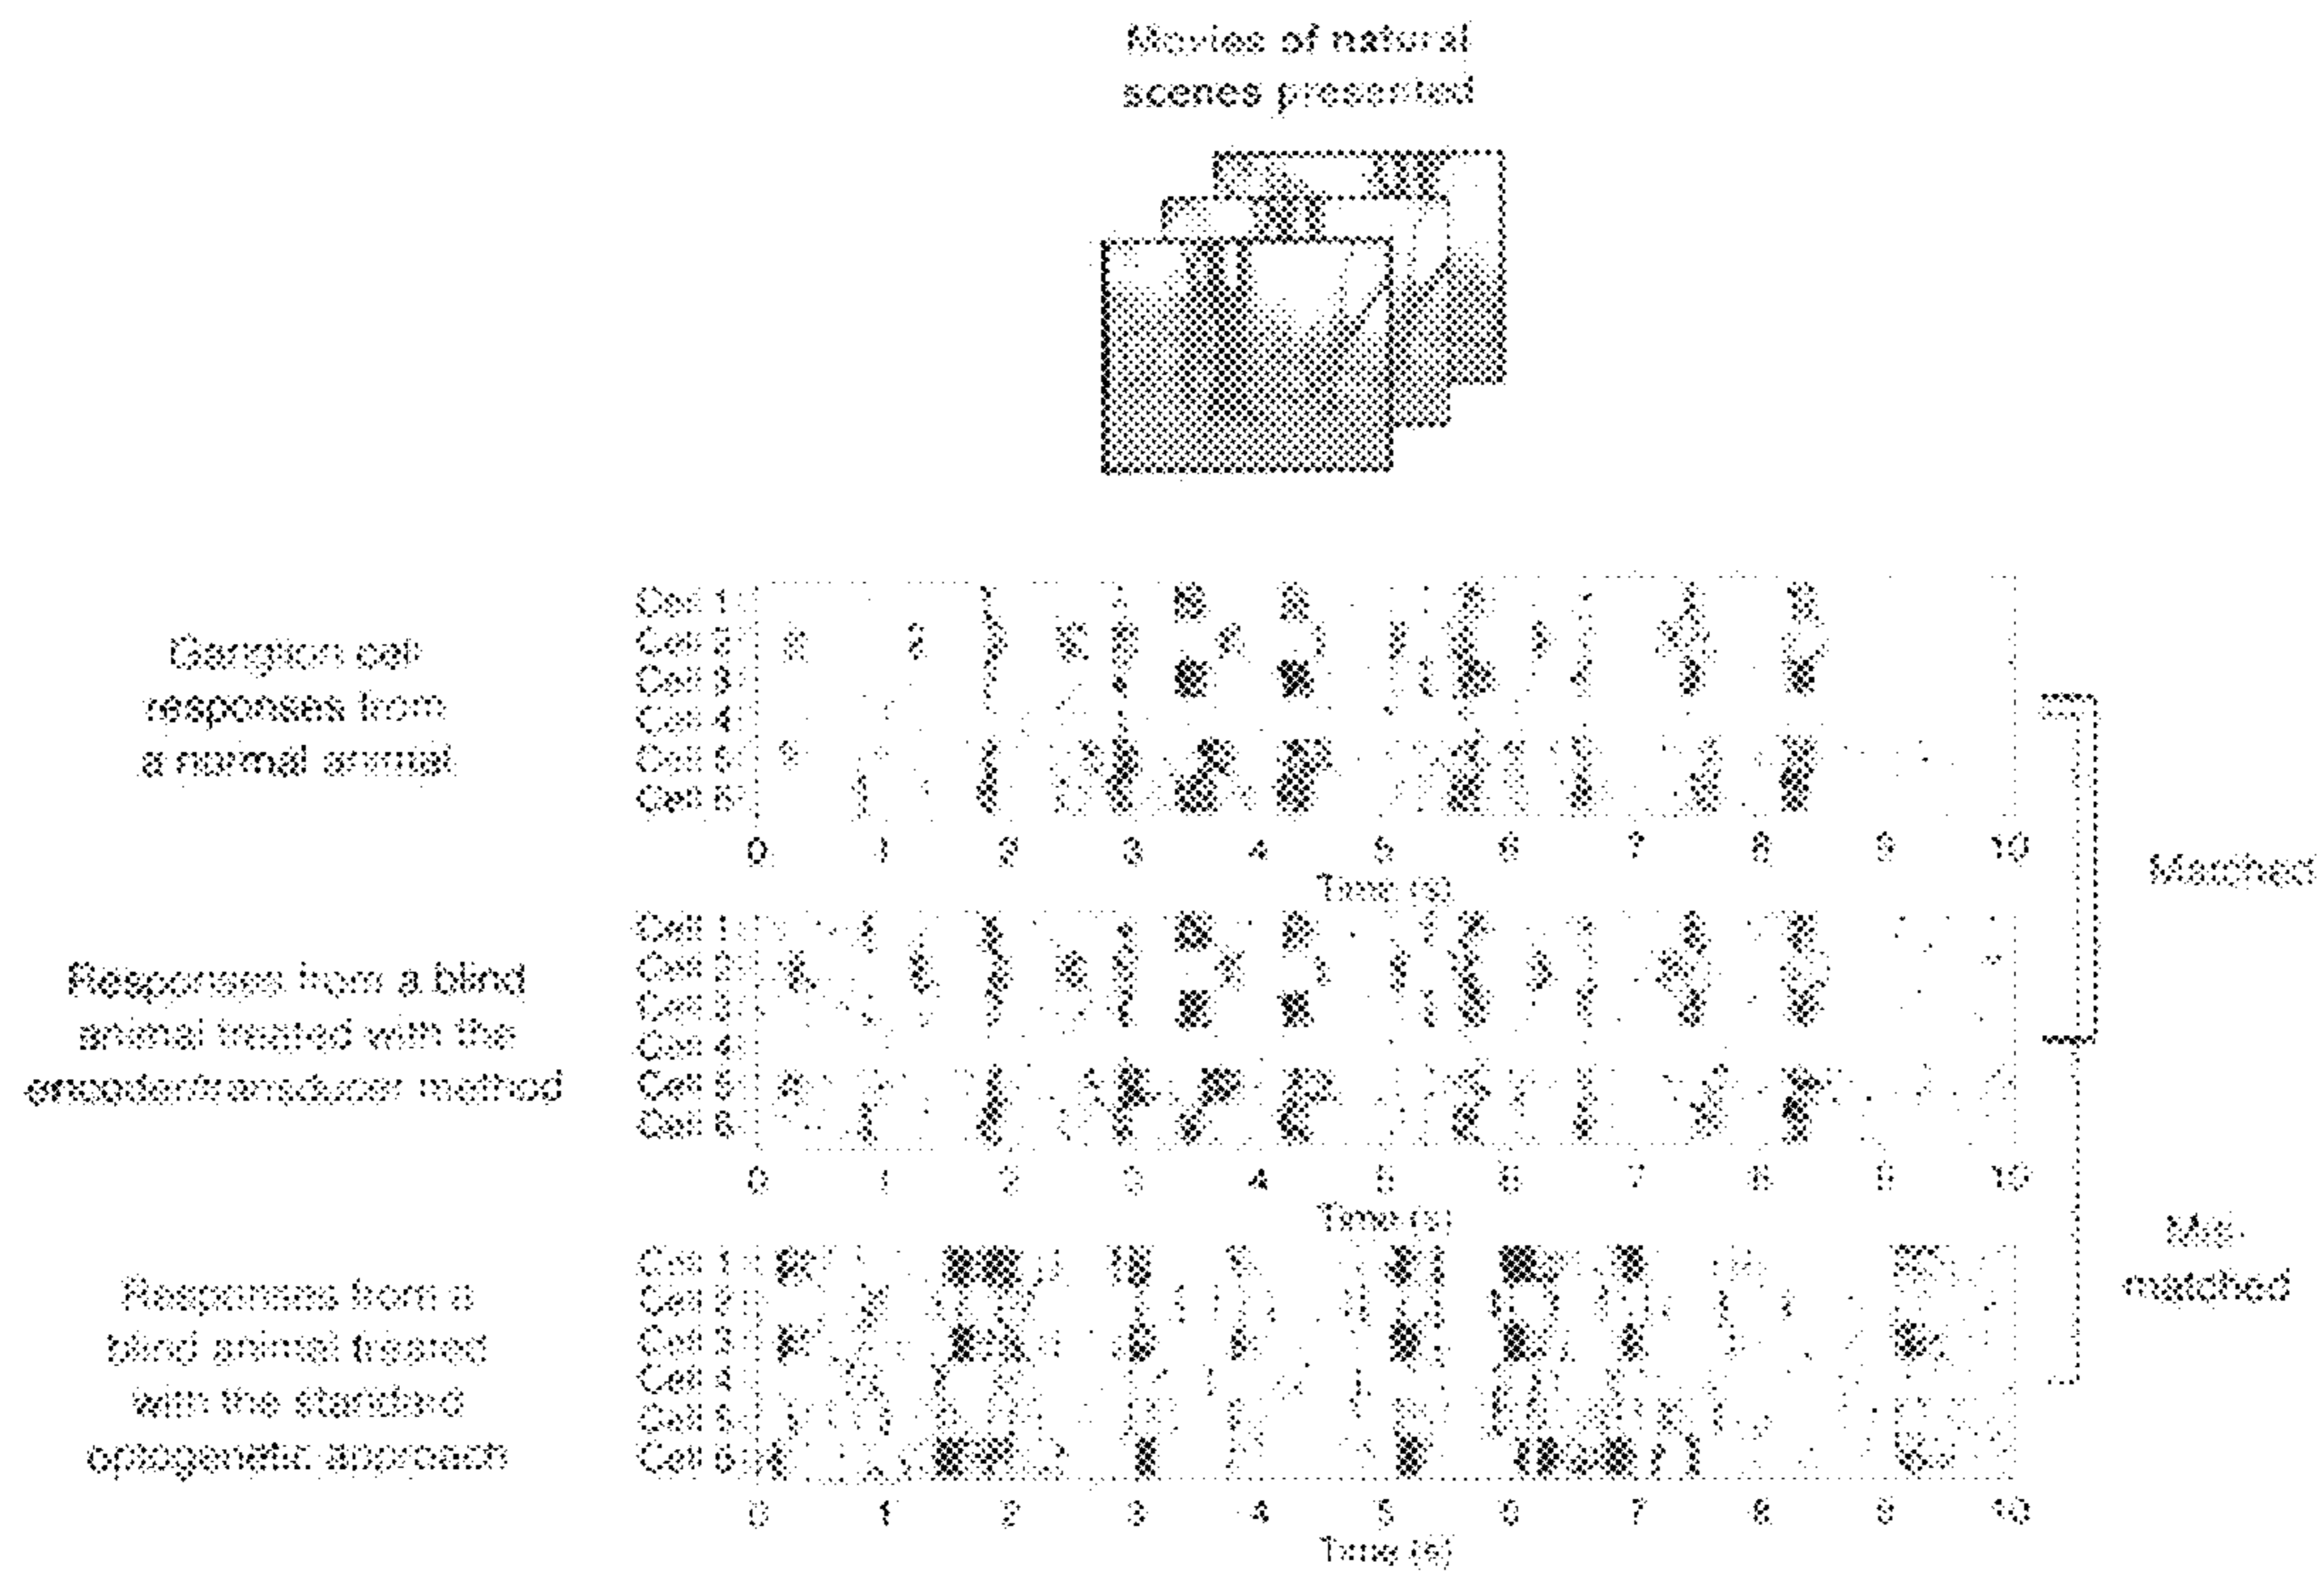 Movies of natural
scenes presented
Ganglion cell
responses from
a normal animal
Cell 1
Cell 2
Cell 3
Cell 4
Cell 5
Cell 6
0 1 2 3 4 5 6 7 8 9 10
Time (s)
Matched
Responses from a blind
animal treated with the
encoder/transducer method
Cell 1
Cell 2
Cell 3
Cell 4
Cell 5
Cell 6
0 1 2 3 4 5 6 7 8 9 10
Time (s)
Mis-
matched
Responses from a
blind animal treated
with the standard
optogenetic approach
Cell 1
Cell 2
Cell 3
Cell 4
Cell 5
Cell 6
0 1 2 3 4 5 6 7 8 9 10
Time (s)